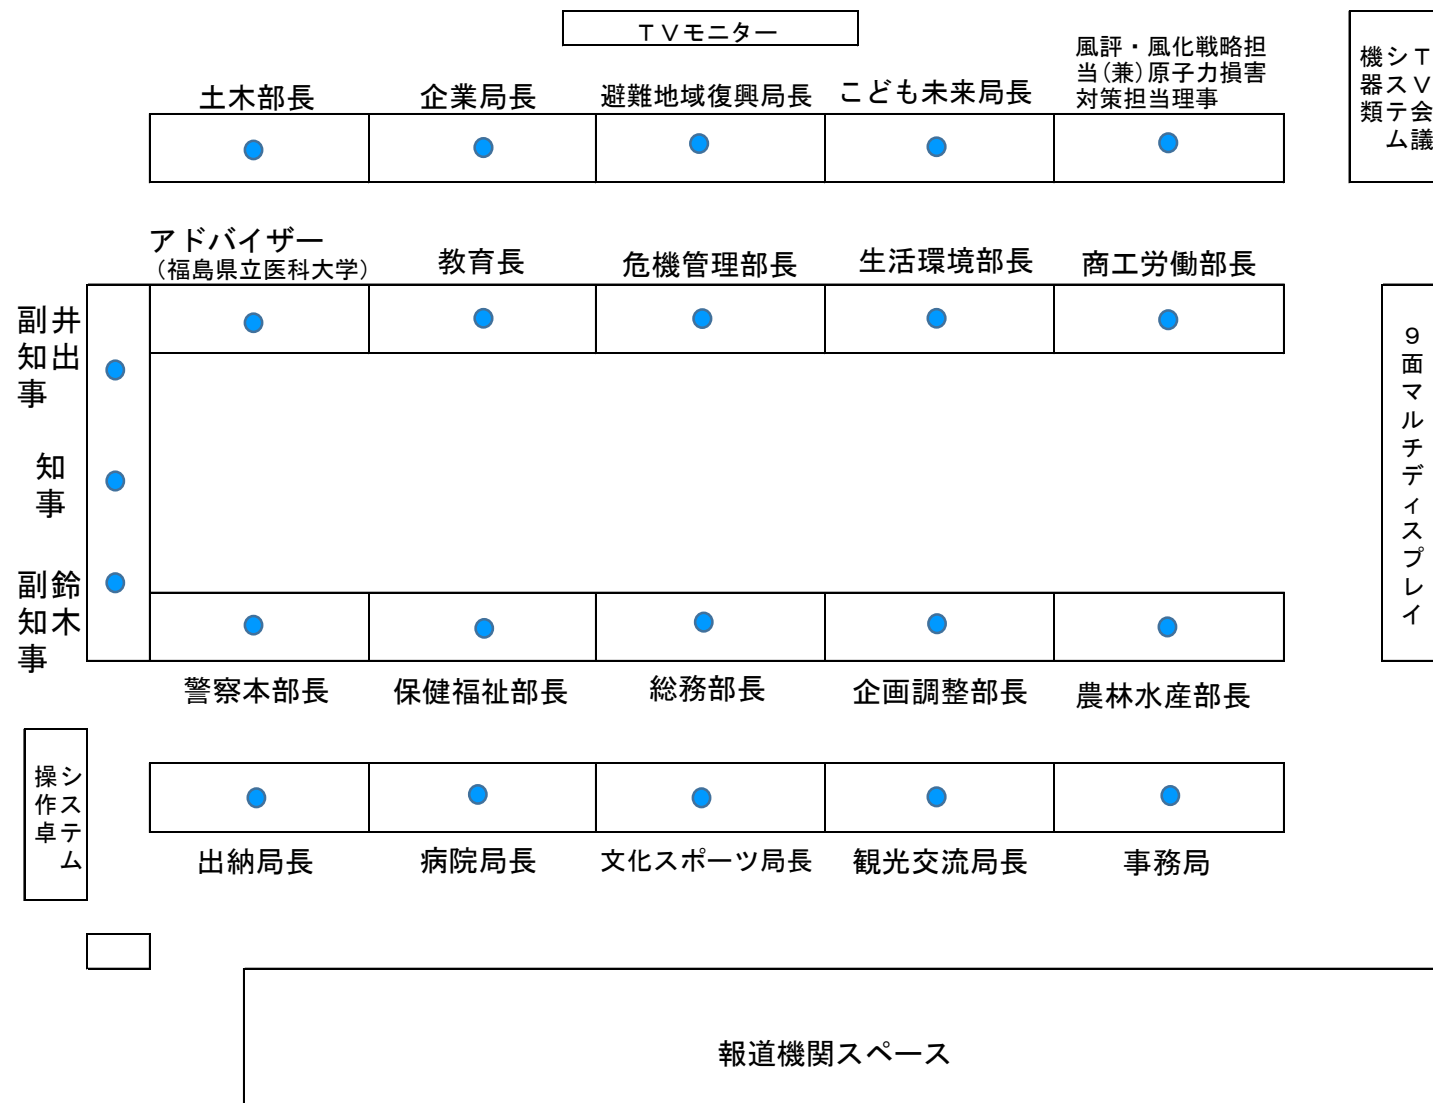 ＴＶモニター
風評・風化戦略担
当(兼)原子力損害
対策担当理事
土木部長
企業局長
避難地域復興局長
こども未来局長
ＴＶ会議
システム
機器類
アドバイザー
（福島県立医科大学）
教育長
危機管理部長
生活環境部長
商工労働部長
井出
副知事
知事
鈴木
副知事
９面マルチディスプレイ
警察本部長
保健福祉部長
総務部長
企画調整部長
農林水産部長
システム
操作卓
出納局長
病院局長
文化スポーツ局長
観光交流局長
事務局
報道機関スペース